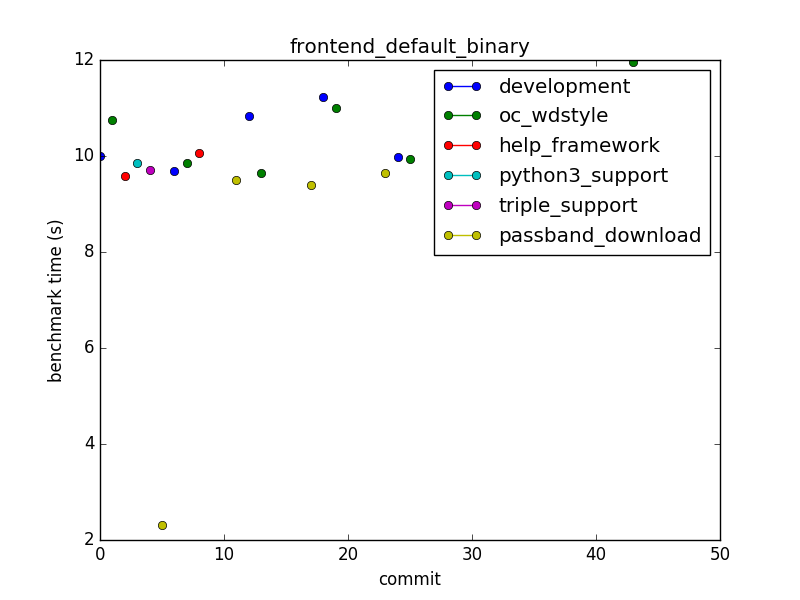 frontend_default_binary
12
10
8
6
4
2
benchmark time (s)
development
oc_wdstyle
help_framework
python3_support
triple_support
passband_download
0 10 20 30 40 50
commit